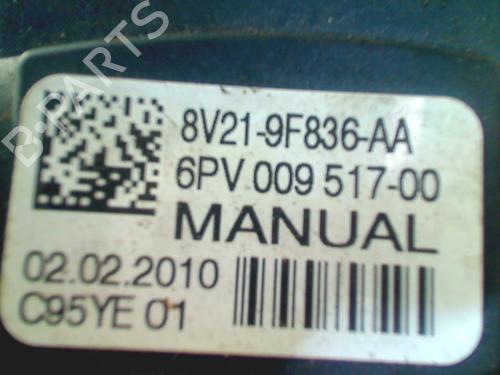 B-PARTS
8V21-9F836-AA
6PV 009 517-00
MANUAL
02.02.2010
C95YE 01